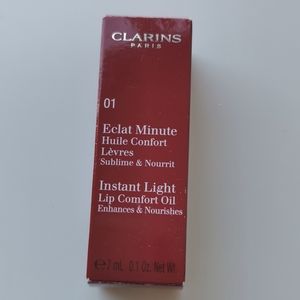 CLARINS
PARIS
01
Eclat Minute
Huile Confort
Lèvres
Sublime & Nourrit
Instant Light
Lip Comfort Oil
Enhances & Nourishes
℮ 7 mL 0.1 Oz. Net Wt.